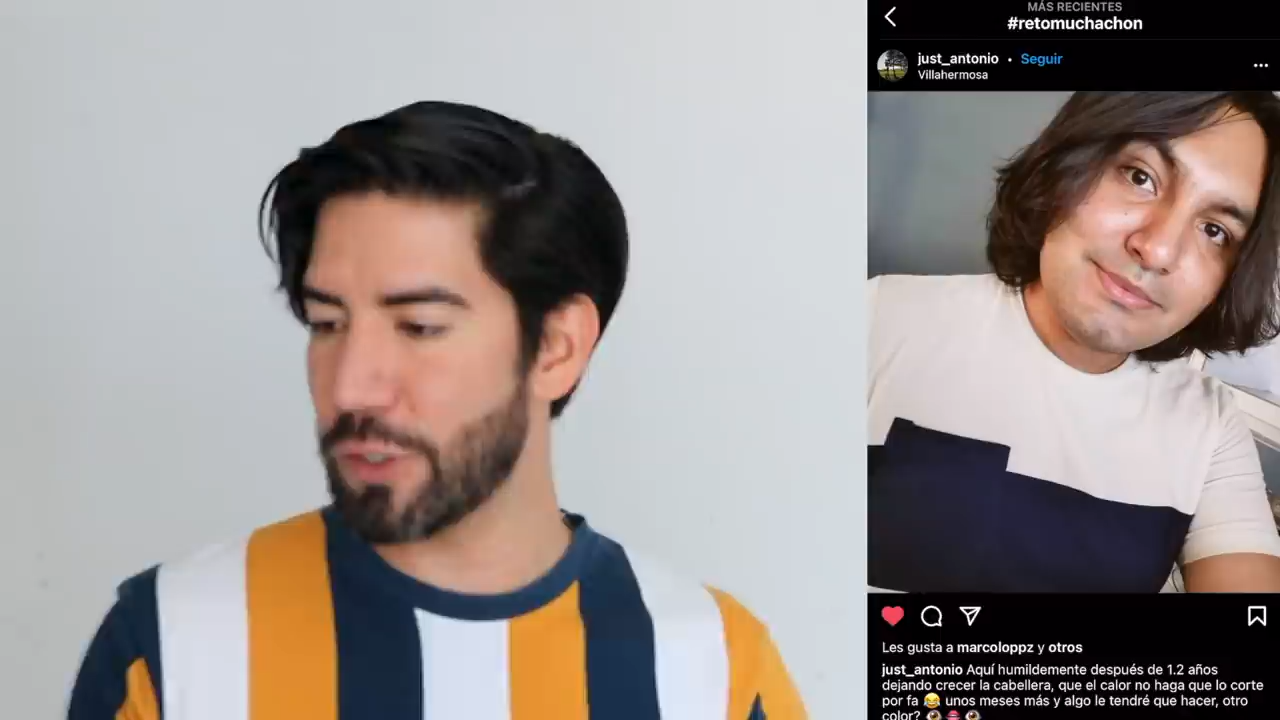 MÁS RECIENTES
#retomuchachon
just_antonio • Seguir
Villahermosa
Les gusta a marcoloppz y otros
just_antonio Aquí humildemente después de 1.2 años
dejando crecer la cabellera, que el calor no haga que lo corte
por fa 😂 unos meses más y algo le tendré que hacer, otro
color? 👁👄👁